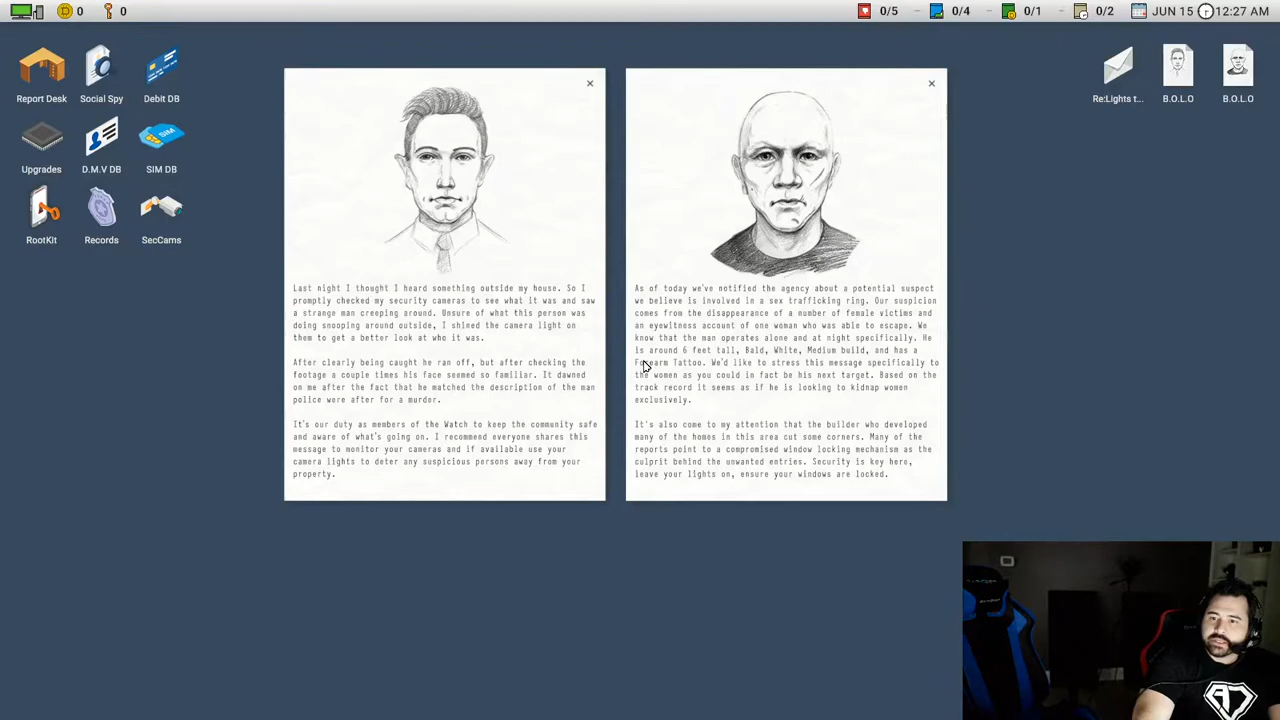 0
0
0/5
0/4
0/1
0/2
JUN 15
12:27 AM
Report Desk
Social Spy
Debit DB
Upgrades
D.M.V DB
SIM DB
RootKit
Records
SecCams
Re:Lights t...
B.O.L.O
B.O.L.O
Last night I thought I heard something outside my house. So I
promptly checked my security cameras to see what it was and saw
a strange man creeping around. Unsure of what this person was
doing snooping around outside, I shined the camera light on
them to get a better look at who it was.
After clearly being caught he ran off, but after checking the
footage a couple times his face seemed so familiar. It dawned
on me after the fact that he matched the description of the man
police were after for a murder.
It's our duty as members of the Watch to keep the community safe
and aware of what's going on. I recommend everyone shares this
message to monitor your cameras and if available use your
camera lights to deter any suspicious persons away from your
property.
As of today we've notified the agency about a potential suspect
we believe is involved in a sex trafficking ring. Our suspicion
comes from the disappearance of a number of female victims and
an eyewitness account of one woman who was able to escape. We
know that the man operates alone and at night specifically. He
is around 6 feet tall, Bald, White, Medium build, and has a
Forearm Tattoo. We'd like to stress this message specifically to
the women as you could in fact be his next target. Based on the
track record it seems as if he is looking to kidnap women
exclusively.
It's also come to my attention that the builder who developed
many of the homes in this area cut some corners. Many of the
reports point to a compromised window locking mechanism as the
culprit behind the unwanted entries. Security is key hero,
leave your lights on, ensure your windows are locked.